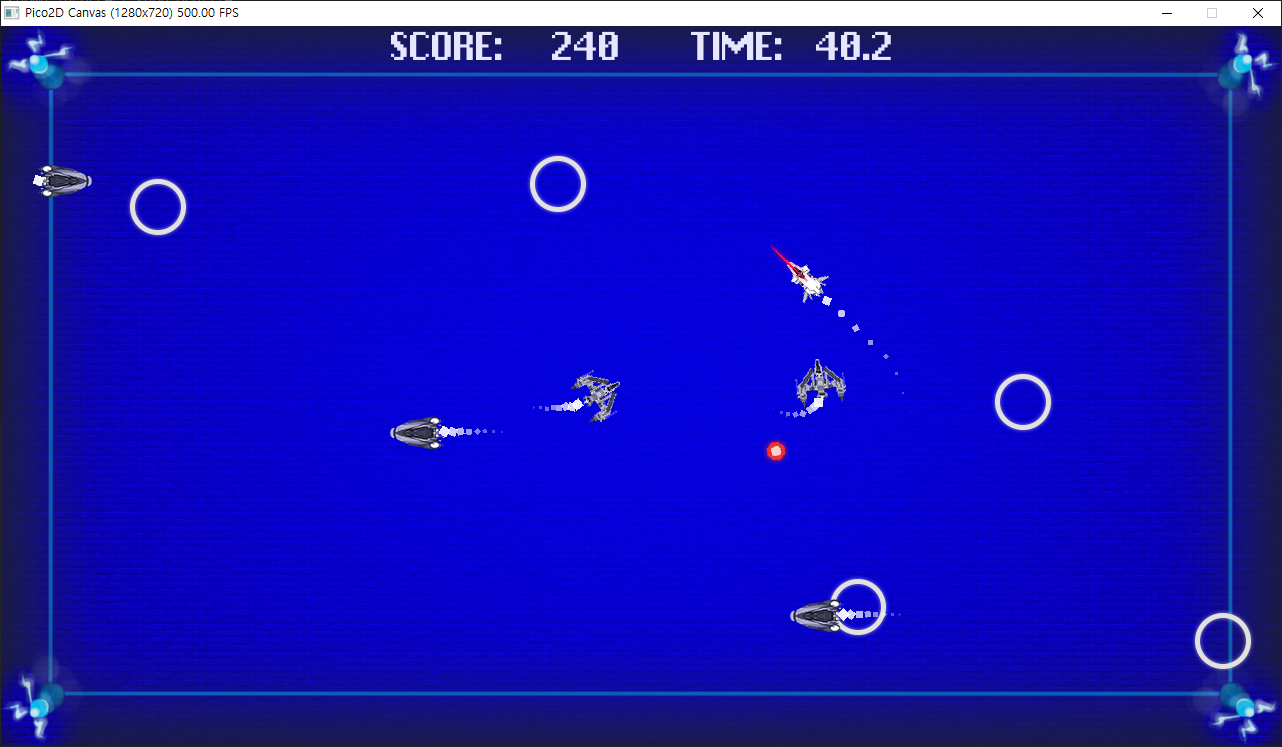 Pico2D Canvas (1280x720) 500.00 FPS
SCORE: 240 TIME: 40.2